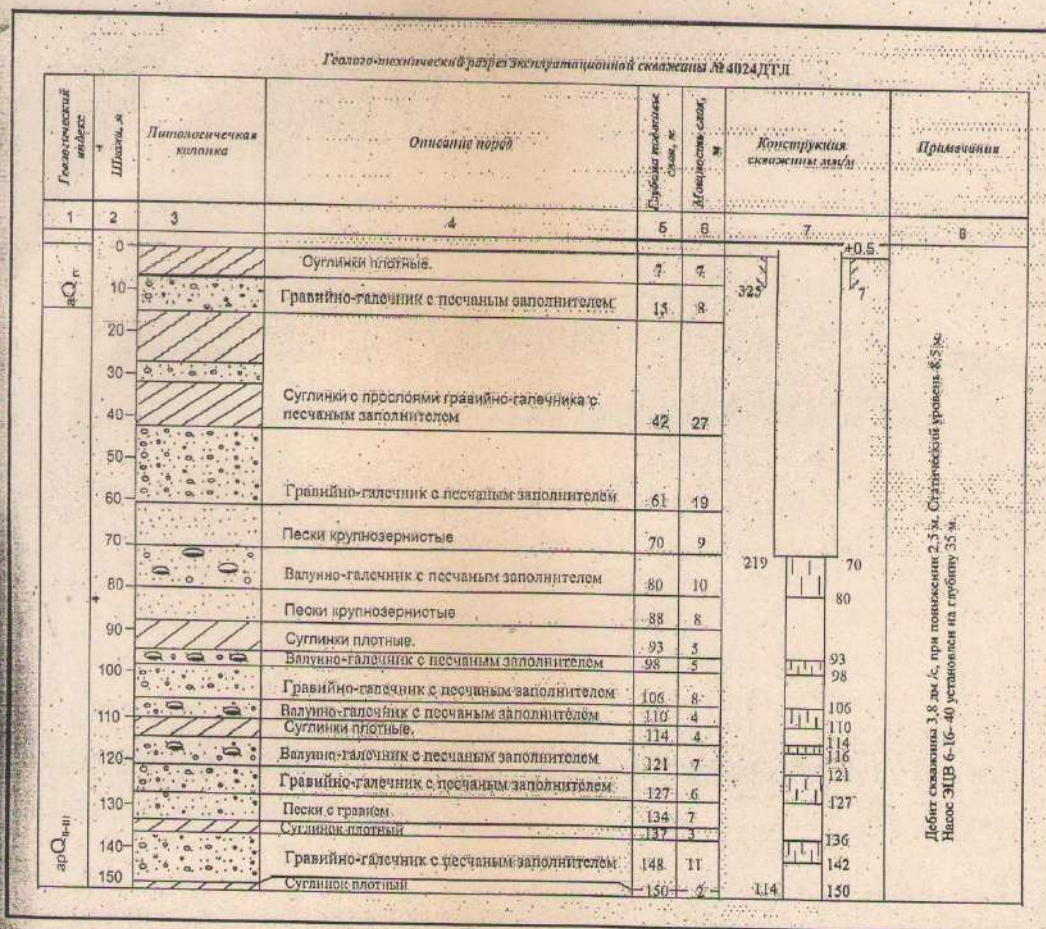 Геолого-технический разрез эксплуатационной скважины № 4024ДТЛ
Геологический индекс
Шкала, м
Литологичечкая колонка
Описание пород
Глубина подошвы слоя, м
Мощность слоя, м
Конструкция скважины мм/м
Примечания
1 2 3 4 5 6 7 8
aQ
apQ II-III
0
10
20
30
40
50
60
70
80
90
100
110
120
130
140
150
Суглинки плотные. 7 7
Гравийно-галечник с песчаным заполнителем 15 8
Суглинки с прослоями гравийно-галечника с
песчаным заполнителем 42 27
Гравийно-галечник с песчаным заполнителем 61 19
Пески крупнозернистые 70 9
Валунно-галечник с песчаным заполнителем 80 10
Пески крупнозернистые 88 8
Суглинки плотные. 93 5
Валунно-галечник с песчаным заполнителем 98 5
Гравийно-галечник с песчаным заполнителем 106 8
Валунно-галечник с песчаным заполнителем 110 4
Суглинки плотные. 114 4
Валунно-галечник с песчаным заполнителем 121 7
Гравийно-галечник с песчаным заполнителем 127 6
Пески с гравием 134 7
Суглинок плотный 137 3
Гравийно-галечник с песчаным заполнителем 148 11
Суглинок плотный 150 2
+0.5
325 7
219 70
80
93
98
106
110
114
116
121
127
136
142
114 150
Дебит скважины 3,8 дм /с, при понижении 2,5 м. Статический уровень 8,5 м.
Насос ЭЦВ 6-16-40 установлен на глубину 35 м.